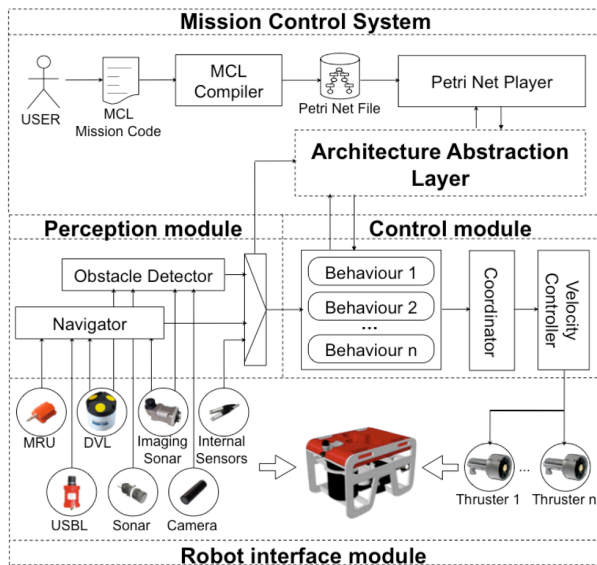 Mission Control System
USER
MCL
Mission Code
MCL
Compiler
Petri Net File
Petri Net Player
Architecture Abstraction
Layer
Perception module
Control module
Obstacle Detector
Navigator
Behaviour 1
Behaviour 2
...
Behaviour n
Coordinator
Velocity
Controller
MRU
DVL
Imaging
Sonar
Internal
Sensors
USBL
Sonar
Camera
Thruster 1
...
Thruster n
Robot interface module